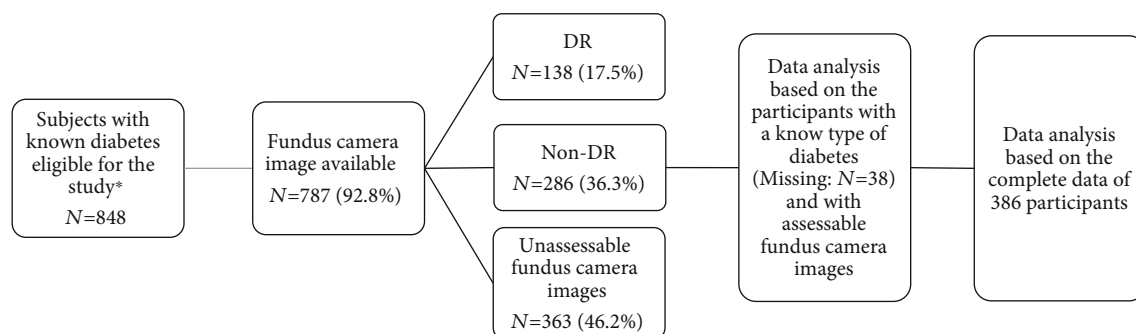 Subjects with
known diabetes
eligible for the
study*
N=848
Fundus camera
image available
N=787 (92.8%)
DR
N=138 (17.5%)
Non-DR
N=286 (36.3%)
Unassessable
fundus camera
images
N=363 (46.2%)
Data analysis
based on the
participants with
a know type of
diabetes
(Missing: N=38)
and with
assessable
fundus camera
images
Data analysis
based on the
complete data of
386 participants